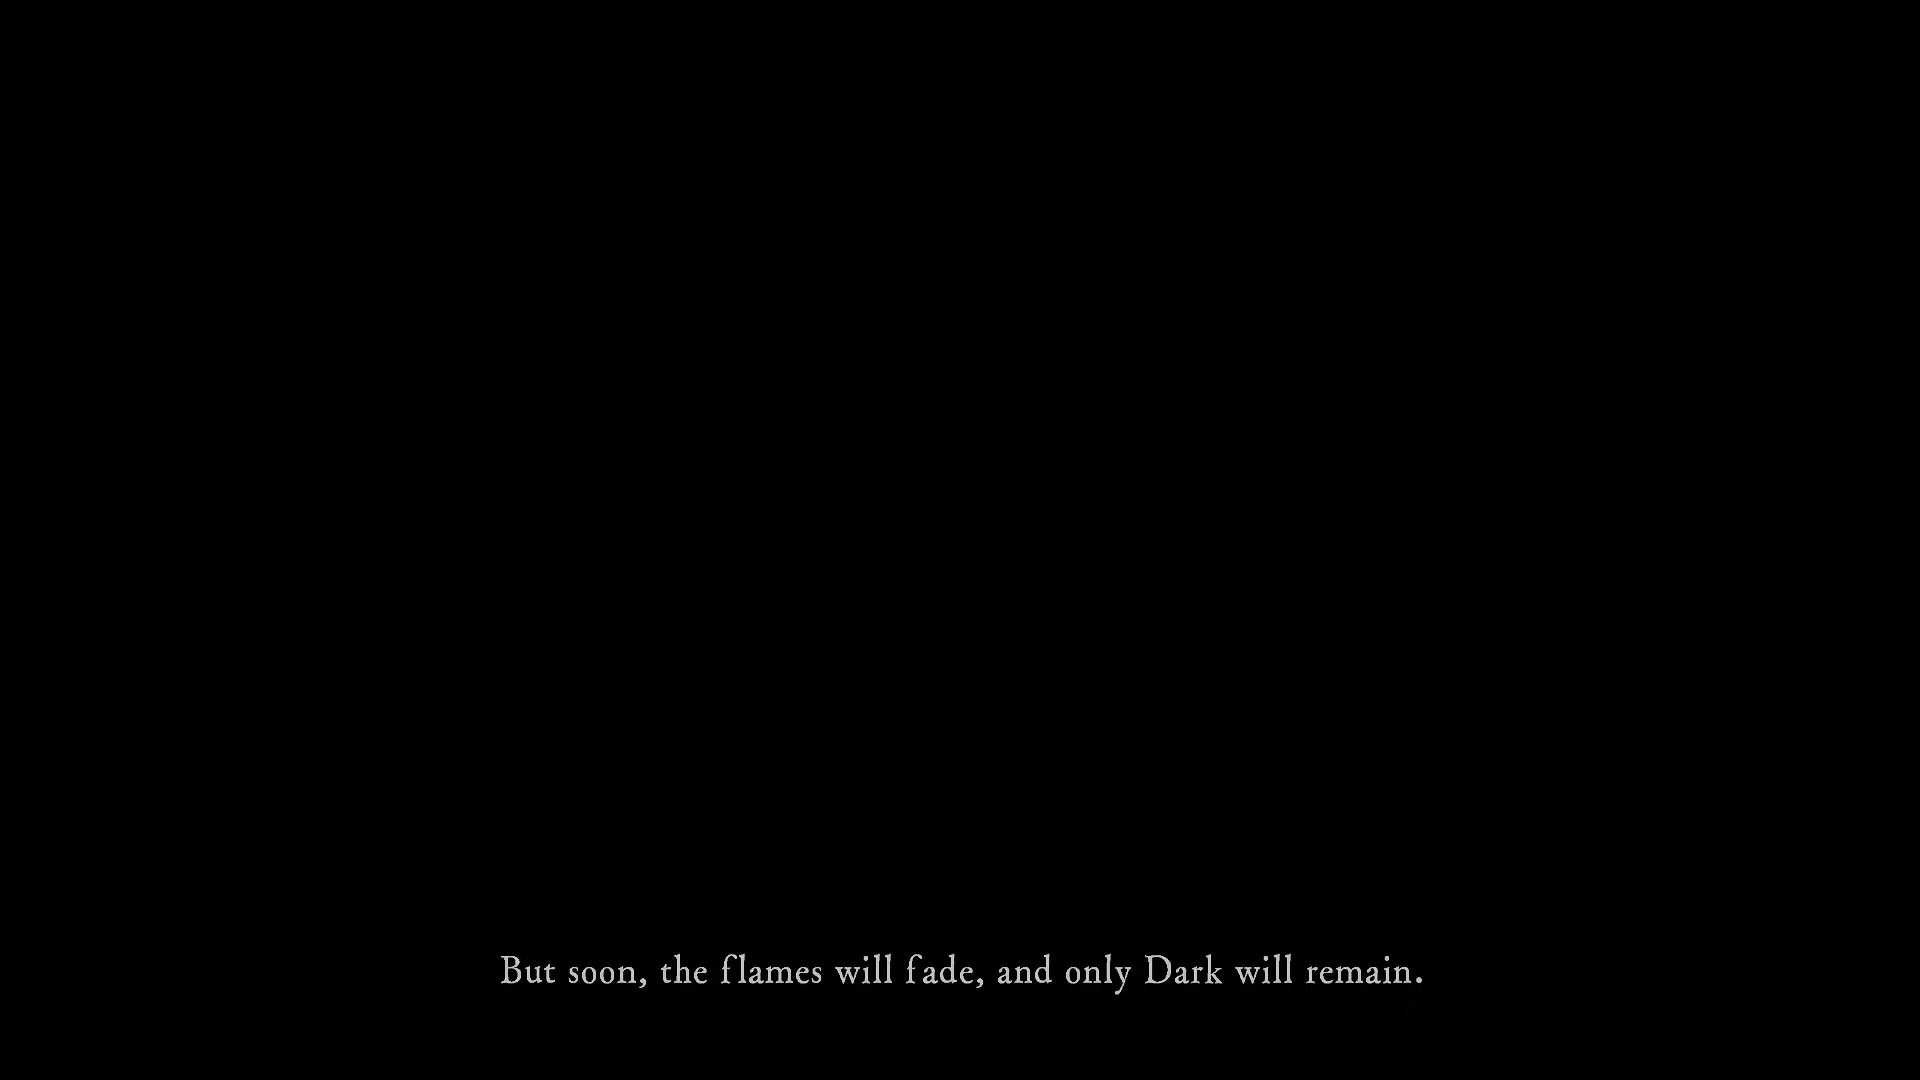 But soon, the flames will fade, and only Dark will remain.